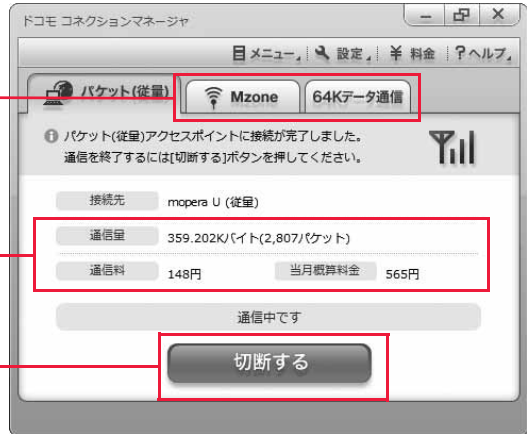 ドコモ コネクションマネージャ
メニュー 設定 ¥ 料金 ? ヘルプ
パケット(従量) Mzone 64Kデータ通信
パケット(従量)アクセスポイントに接続が完了しました。
通信を終了するには[切断する]ボタンを押してください。
接続先 mopera U (従量)
通信量 359.202Kバイト(2,807パケット)
通信料 148円 当月概算料金 565円
通信中です
切断する